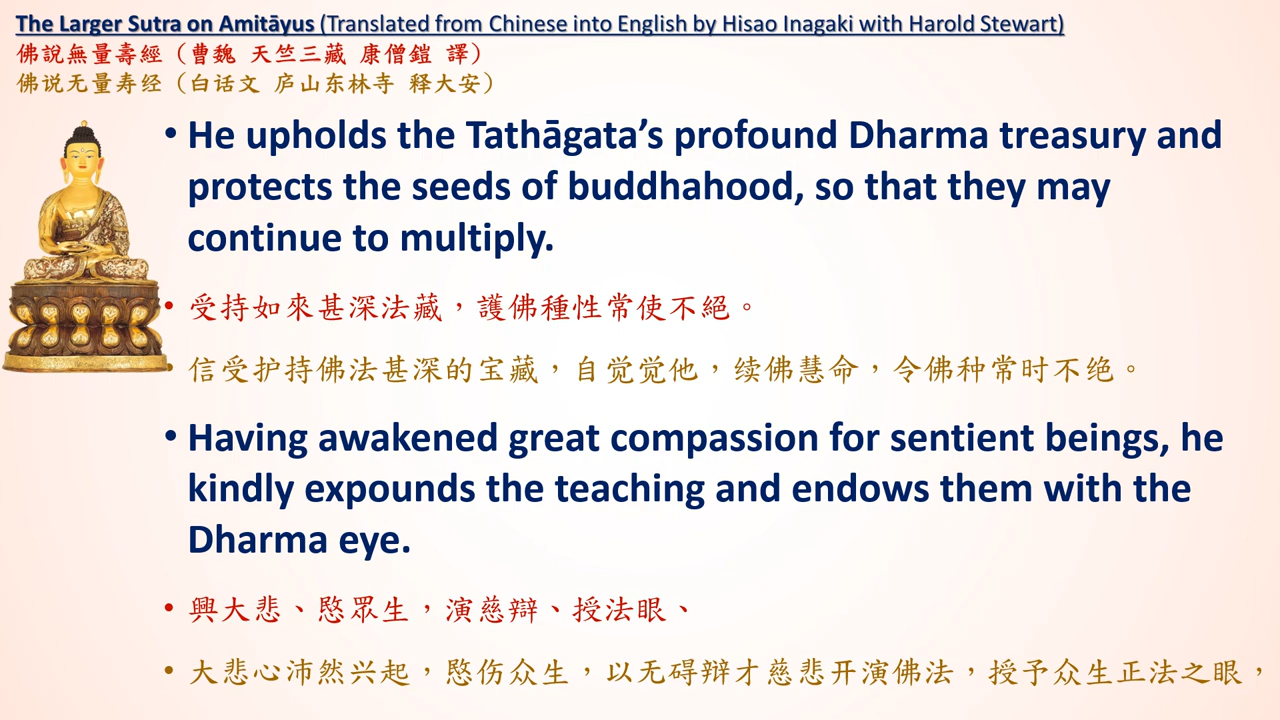 The Larger Sutra on Amitāyus (Translated from Chinese into English by Hisao Inagaki with Harold Stewart)
佛說無量壽經（曹魏 天竺三藏 康僧鎧 譯）
佛说无量寿经（白话文 庐山东林寺 释大安）
• He upholds the Tathāgata’s profound Dharma treasury and
protects the seeds of buddhahood, so that they may
continue to multiply.
• 受持如來甚深法藏，護佛種性常使不絕。
• 信受护持佛法甚深的宝藏，自觉觉他，续佛慧命，令佛种常时不绝。
• Having awakened great compassion for sentient beings, he
kindly expounds the teaching and endows them with the
Dharma eye.
• 興大悲、愍眾生，演慈辯、授法眼、
• 大悲心沛然兴起，愍伤众生，以无碍辩才慈悲开演佛法，授予众生正法之眼，